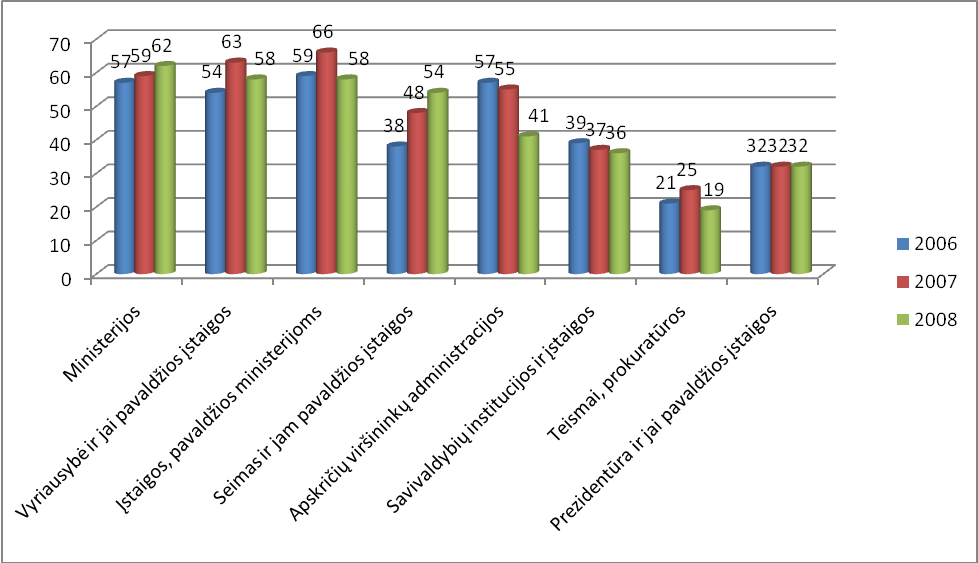 70
60
50
40
30
20
10
0
57 59 62
54 63 58
59 66 58
38 48 54
57 55 41
39 37 36
21 25 19
32 32 32
Ministerijos
Vyriausybė ir jai pavaldžios įstaigos
Įstaigos, pavaldžios ministerijoms
Seimas ir jam pavaldžios įstaigos
Apskričių viršininkų administracijos
Savivaldybių institucijos ir įstaigos
Teismai, prokuratūros
Prezidentūra ir jai pavaldžios įstaigos
2006
2007
2008